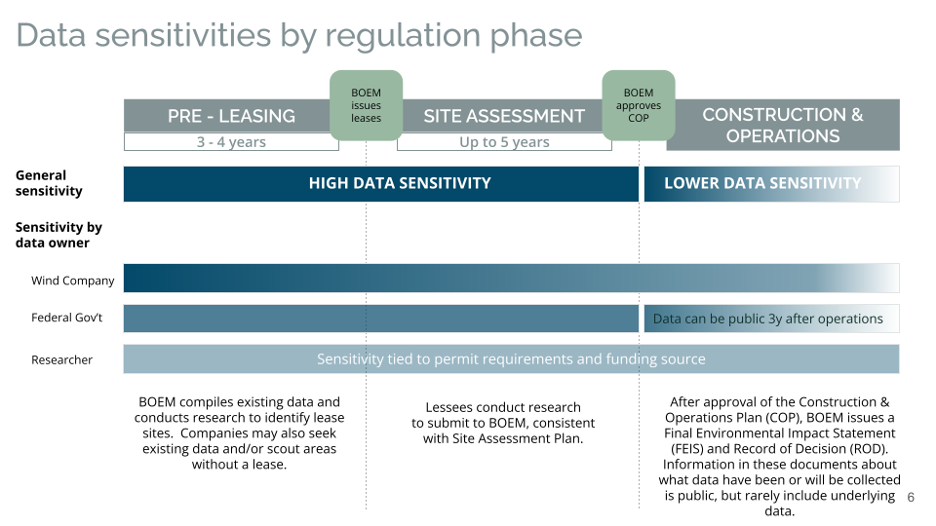 Data sensitivities by regulation phase
BOEM
issues
leases
BOEM
approves
COP
PRE - LEASING
SITE ASSESSMENT
CONSTRUCTION &
OPERATIONS
3 - 4 years
Up to 5 years
General
sensitivity
HIGH DATA SENSITIVITY
LOWER DATA SENSITIVITY
Sensitivity by
data owner
Wind Company
Federal Gov't
Data can be public 3y after operations
Researcher
Sensitivity tied to permit requirements and funding source
BOEM compiles existing data and
conducts research to identify lease
sites. Companies may also seek
existing data and/or scout areas
without a lease.
Lessees conduct research
to submit to BOEM, consistent
with Site Assessment Plan.
After approval of the Construction &
Operations Plan (COP), BOEM issues a
Final Environmental Impact Statement
(FEIS) and Record of Decision (ROD).
Information in these documents about
what data have been or will be collected
is public, but rarely include underlying
data.
6